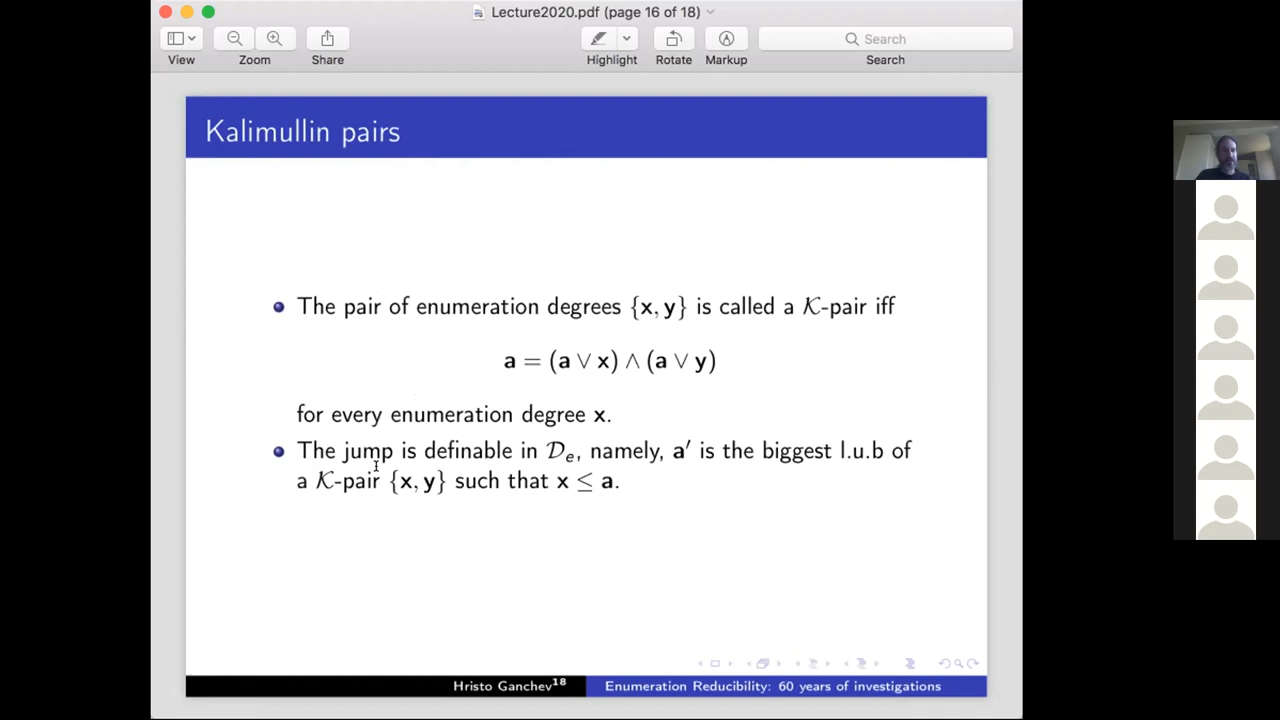 Lecture2020.pdf (page 16 of 18)
View
Zoom
Share
Highlight
Rotate
Markup
Search
Search
Kalimullin pairs
The pair of enumeration degrees {x, y} is called a 𝒦-pair iff
a = (a ∨ x) ∧ (a ∨ y)
for every enumeration degree x.
The jump is definable in 𝒟ₑ, namely, a′ is the biggest l.u.b of
a 𝒦-pair {x, y} such that x ≤ a.
Hristo Ganchev¹⁸
Enumeration Reducibility: 60 years of investigations